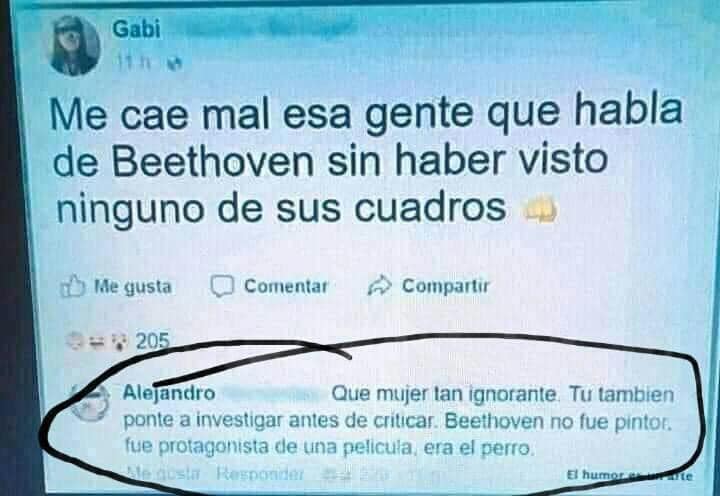 Gabi
11 h
Me cae mal esa gente que habla
de Beethoven sin haber visto
ninguno de sus cuadros 👊
Me gusta Comentar Compartir
205
Alejandro Que mujer tan ignorante. Tu tambien
ponte a investigar antes de criticar. Beethoven no fue pintor,
fue protagonista de una pelicula, era el perro.
Me gusta Responder
El humor es un arte